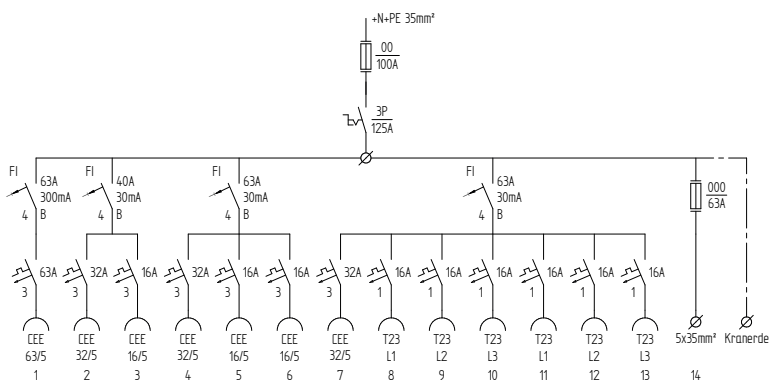 +N+PE 35mm²
00
100A
3P
125A
FI 63A FI 40A FI 63A FI 63A 000
300mA 30mA 30mA 30mA 63A
4 B 4 B 4 B 4 B
63A 32A 16A 32A 16A 16A 32A 16A 16A 16A 16A 16A 16A
3 3 3 3 3 3 3 1 1 1 1 1 1
CEE CEE CEE CEE CEE CEE CEE T23 T23 T23 T23 T23 T23 5x35mm² Kranerde
63/5 32/5 16/5 32/5 16/5 16/5 32/5 L1 L2 L3 L1 L2 L3
1 2 3 4 5 6 7 8 9 10 11 12 13 14